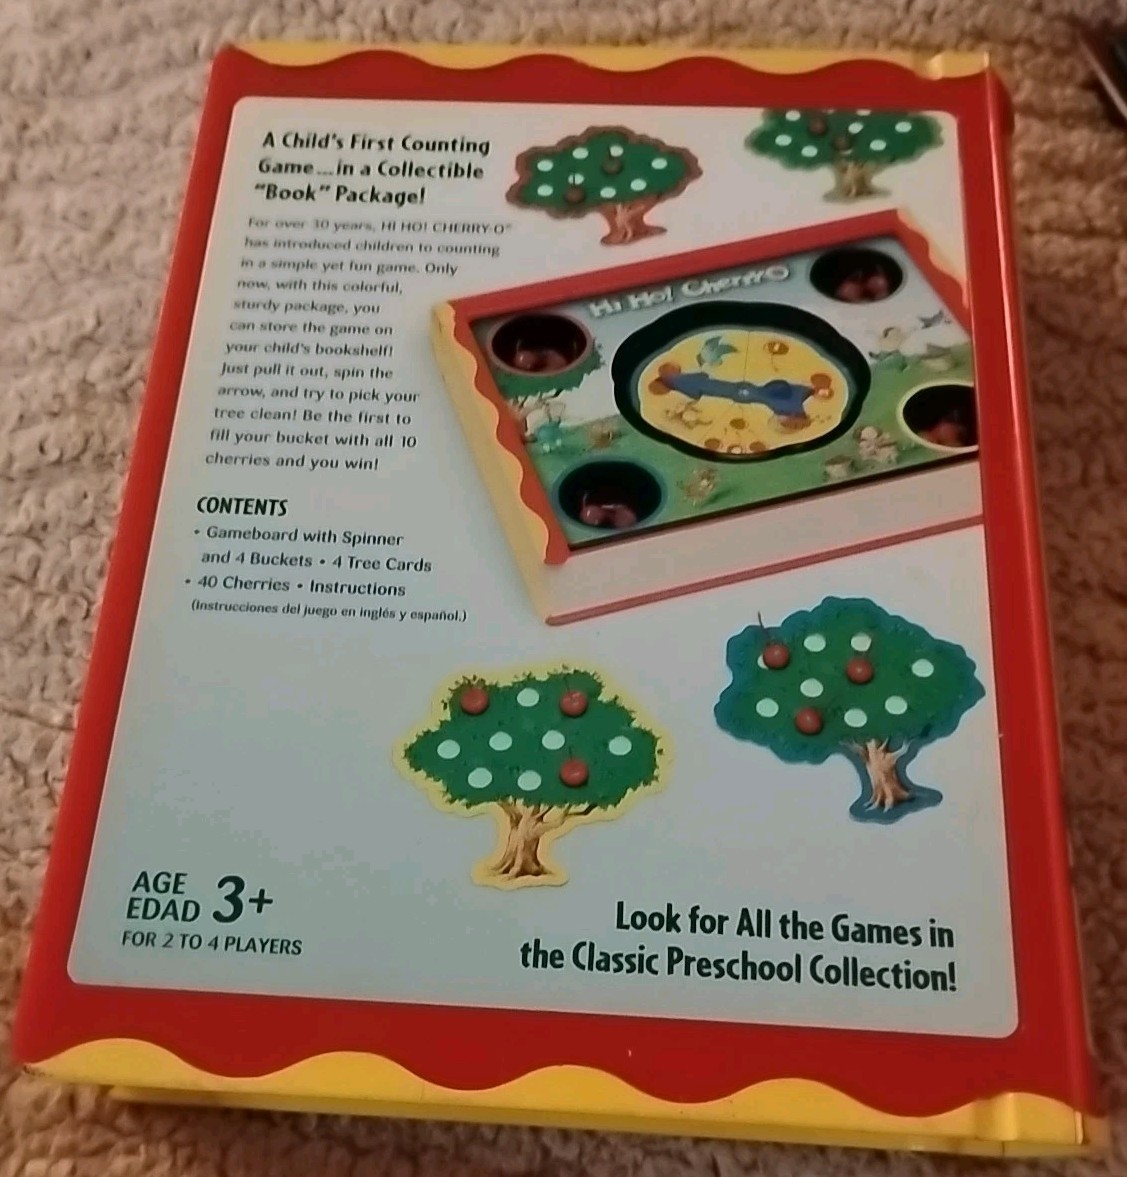 A Child's First Counting
Game...in a Collectible
"Book" Package!
For over 30 years, HI HO! CHERRY-O®
has introduced children to counting
in a simple yet fun game. Only
now, with this colorful,
sturdy package, you
can store the game on
your child's bookshelf!
Just pull it out, spin the
arrow, and try to pick your
tree clean! Be the first to
fill your bucket with all 10
cherries and you win!
Hi Ho! Cherry-O
CONTENTS
• Gameboard with Spinner
and 4 Buckets • 4 Tree Cards
• 40 Cherries • Instructions
(Instrucciones del juego en inglés y español.)
AGE
EDAD 3+
FOR 2 TO 4 PLAYERS
Look for All the Games in
the Classic Preschool Collection!